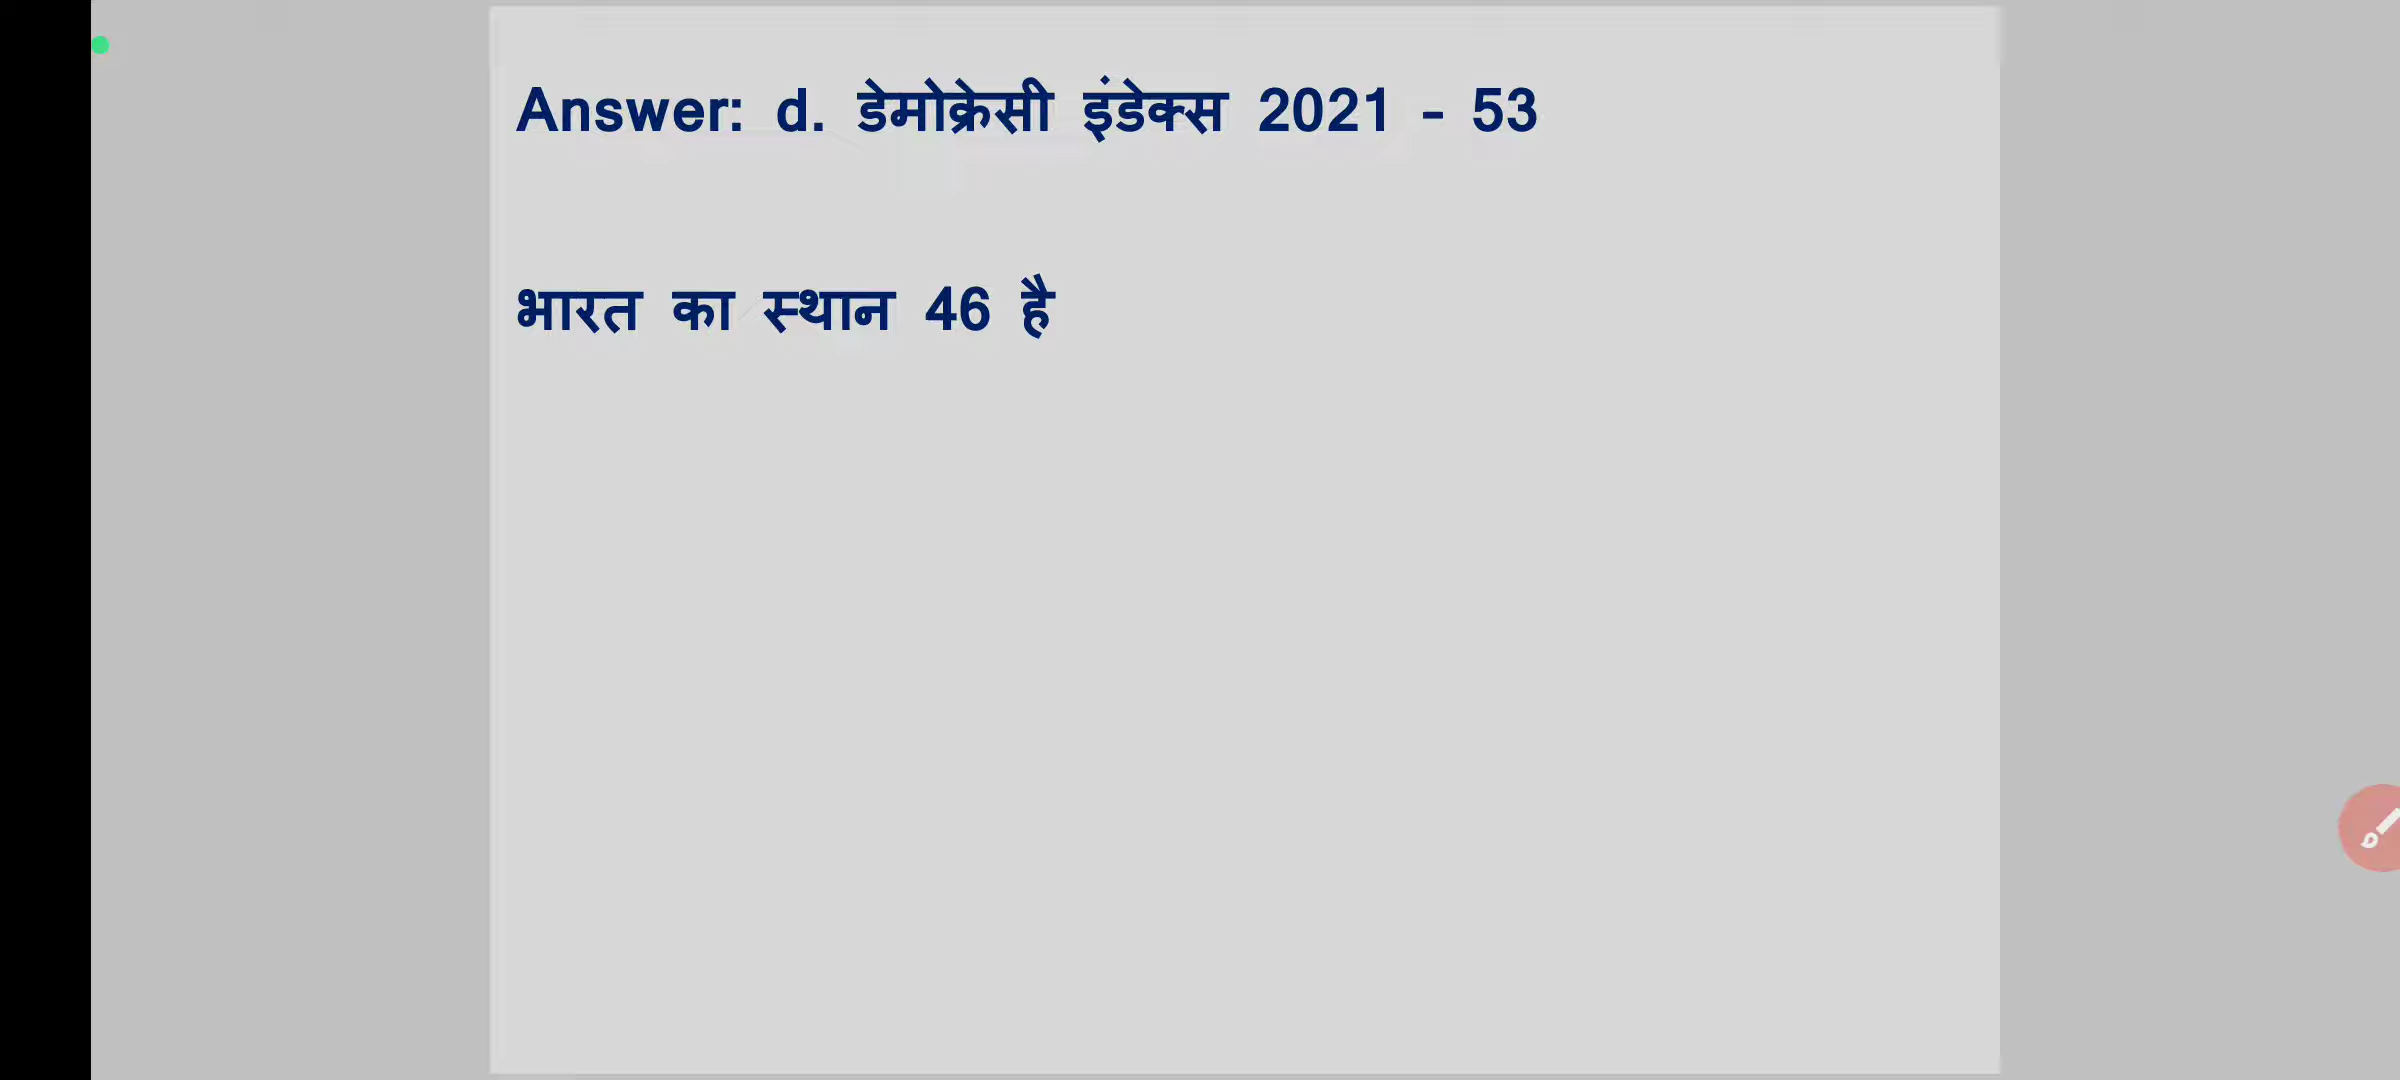 Answer: d. डेमोक्रेसी इंडेक्स 2021 - 53
भारत का स्थान 46 है